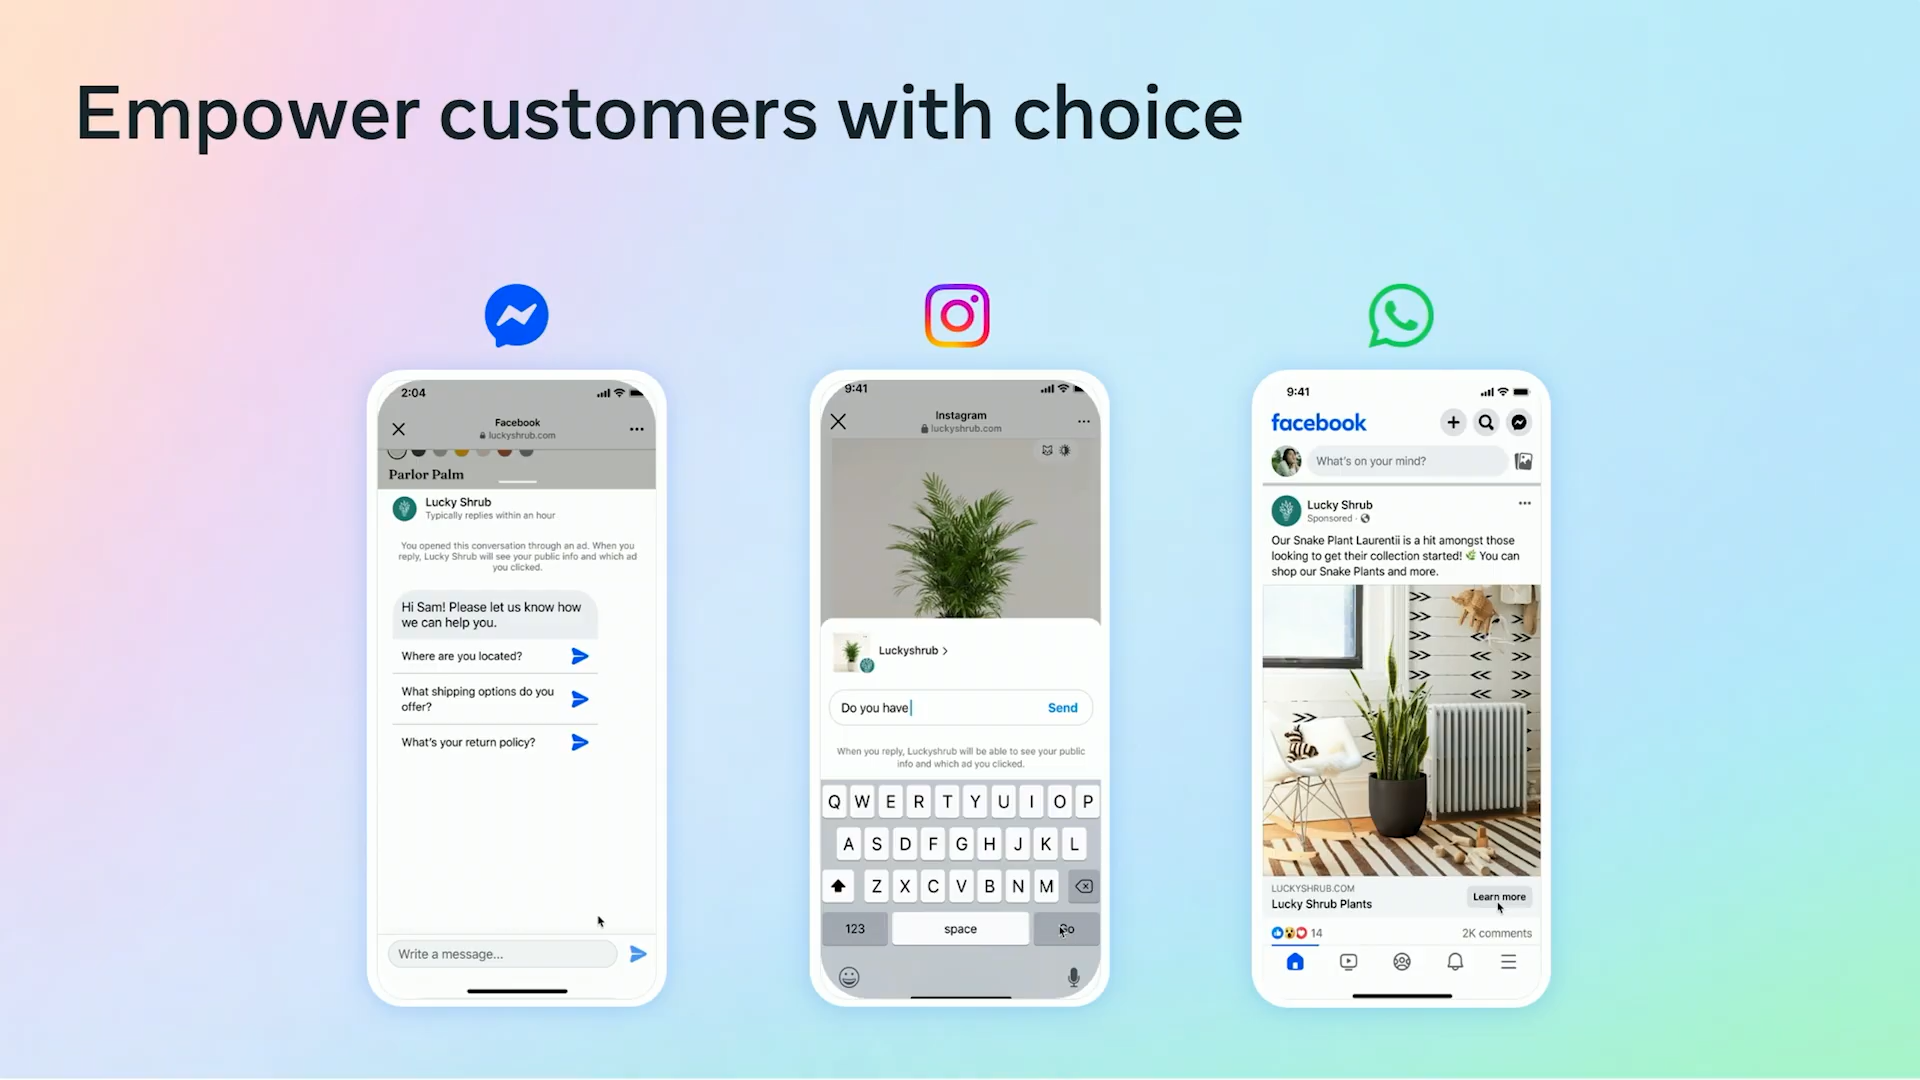 Empower customers with choice
2:04
Facebook
luckyshrub.com
Parlor Palm
Lucky Shrub
Typically replies within an hour
You opened this conversation through an ad. When you
reply, Lucky Shrub will see your public info and which ad
you clicked.
Hi Sam! Please let us know how
we can help you.
Where are you located?
What shipping options do you
offer?
What's your return policy?
Write a message...
9:41
Instagram
luckyshrub.com
Luckyshrub >
Do you have
Send
When you reply, Luckyshrub will be able to see your public
info and which ad you clicked.
Q W E R T Y U I O P
A S D F G H J K L
Z X C V B N M
123 space Go
9:41
facebook
What's on your mind?
Lucky Shrub
Sponsored ·
Our Snake Plant Laurentii is a hit amongst those
looking to get their collection started! 🌿 You can
shop our Snake Plants and more.
LUCKYSHRUB.COM
Lucky Shrub Plants
Learn more
14
2K comments